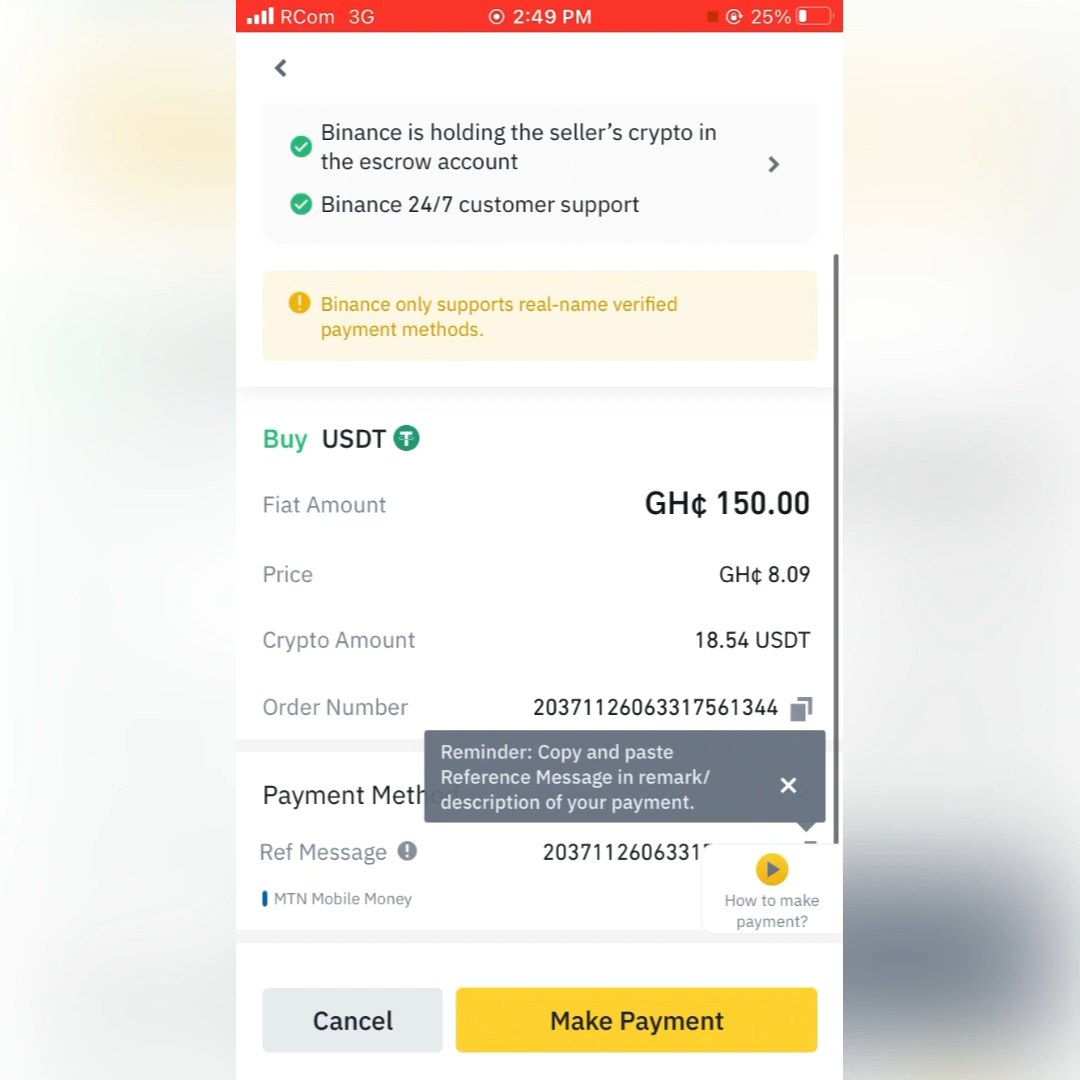 RCom 3G 2:49 PM 25%
Binance is holding the seller's crypto in
the escrow account
Binance 24/7 customer support
Binance only supports real-name verified
payment methods.
Buy USDT
Fiat Amount GH¢ 150.00
Price GH¢ 8.09
Crypto Amount 18.54 USDT
Order Number 20371126063317561344
Reminder: Copy and paste
Reference Message in remark/
description of your payment.
Payment Method
Ref Message 2037112606331
MTN Mobile Money
How to make
payment?
Cancel
Make Payment